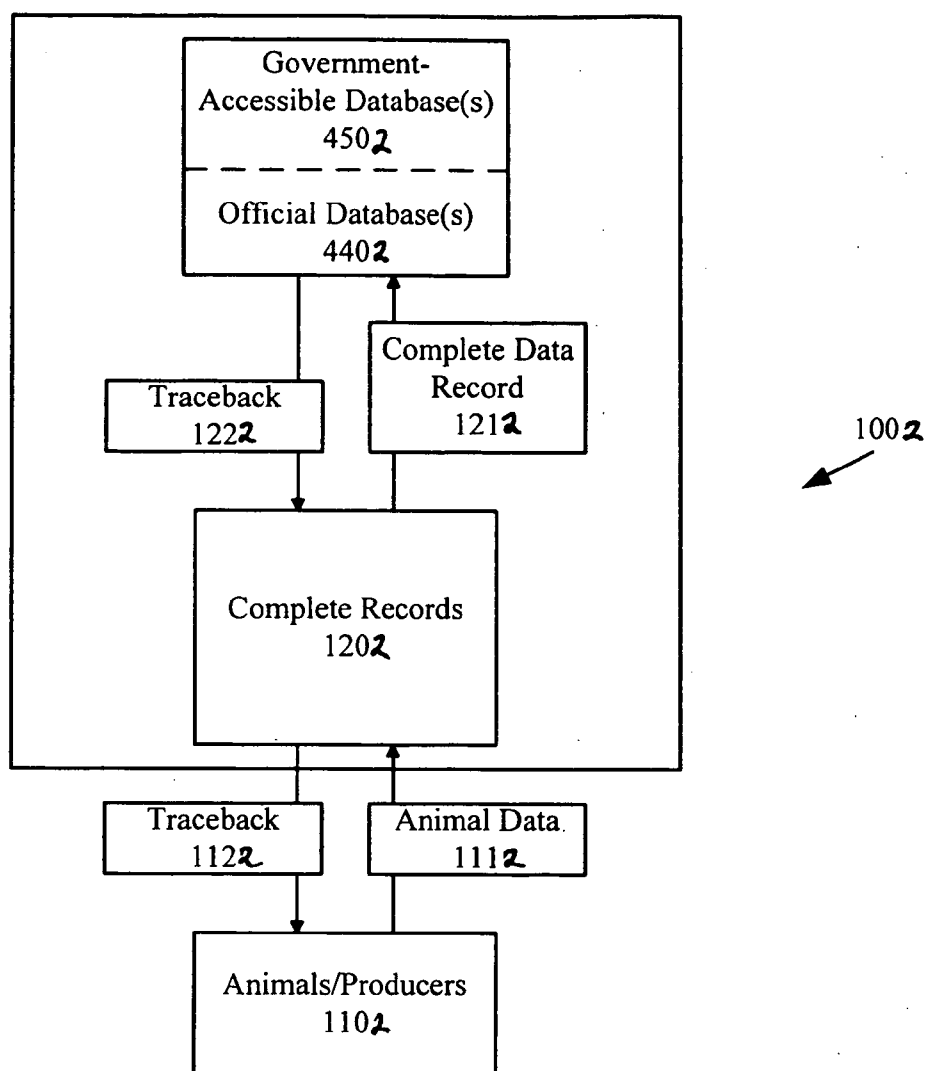 Government-
Accessible Database(s)
4502
Official Database(s)
4402
Complete Data
Record
1212
Traceback
1222
1002
Complete Records
1202
Traceback
1122
Animal Data
1112
Animals/Producers
1102